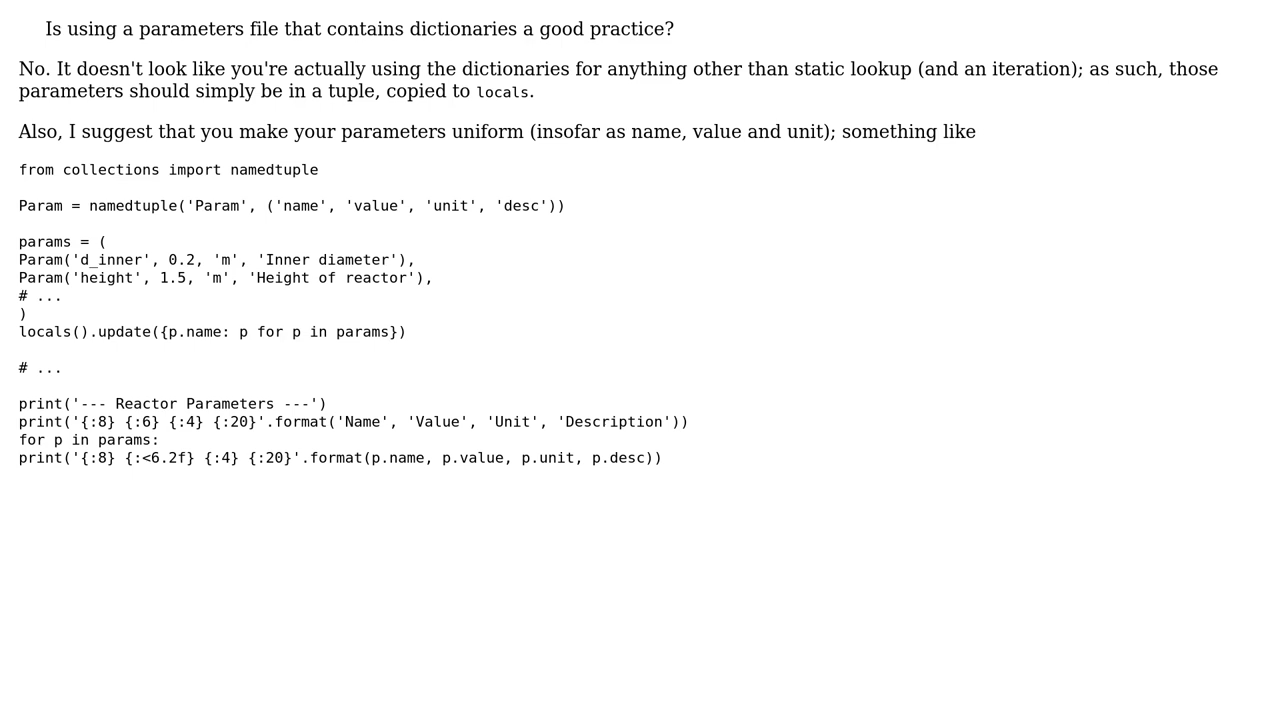 Is using a parameters file that contains dictionaries a good practice?
No. It doesn't look like you're actually using the dictionaries for anything other than static lookup (and an iteration); as such, those
parameters should simply be in a tuple, copied to locals.
Also, I suggest that you make your parameters uniform (insofar as name, value and unit); something like
from collections import namedtuple
Param = namedtuple('Param', ('name', 'value', 'unit', 'desc'))
params = (
Param('d_inner', 0.2, 'm', 'Inner diameter'),
Param('height', 1.5, 'm', 'Height of reactor'),
# ...
)
locals().update({p.name: p for p in params})
# ...
print('--- Reactor Parameters ---')
print('{:8} {:6} {:4} {:20}'.format('Name', 'Value', 'Unit', 'Description'))
for p in params:
print('{:8} {:<6.2f} {:4} {:20}'.format(p.name, p.value, p.unit, p.desc))